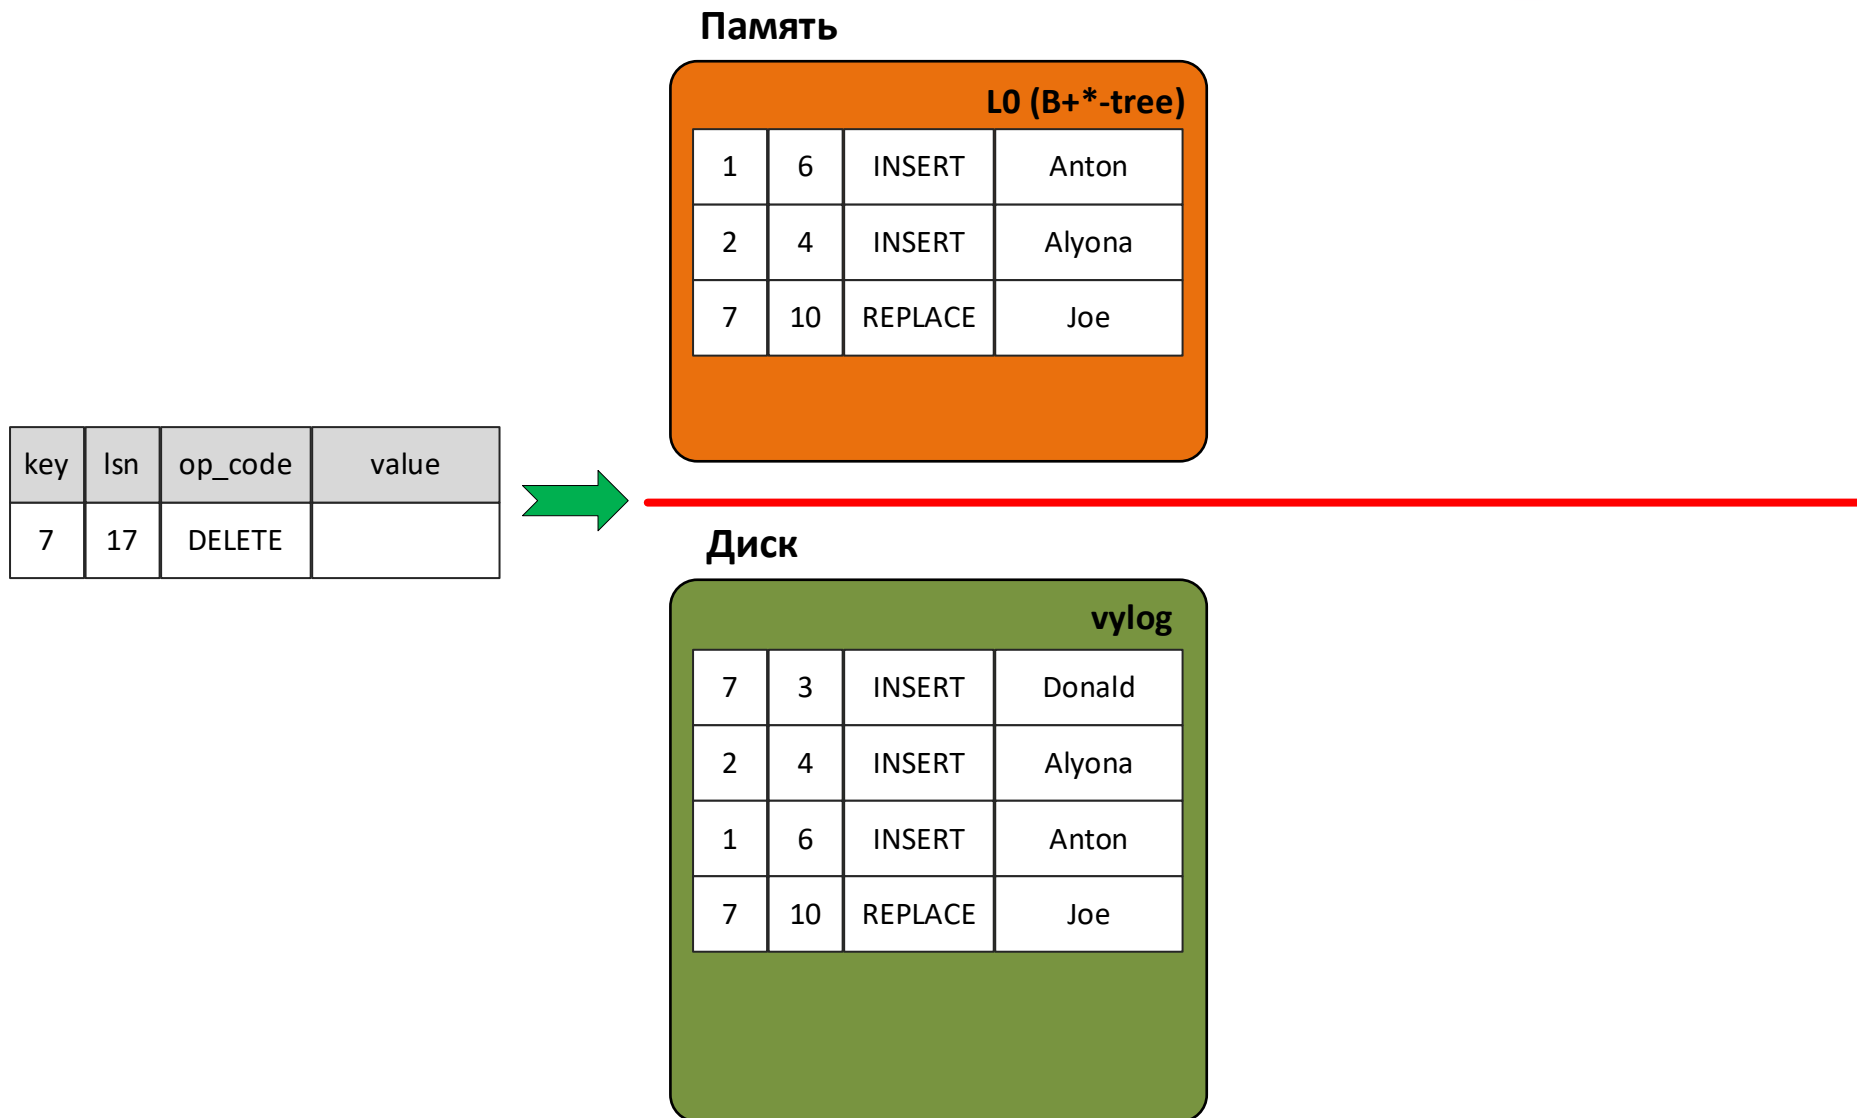 Память
L0 (B+*-tree)
1 6 INSERT Anton
2 4 INSERT Alyona
7 10 REPLACE Joe
key lsn op_code value
7 17 DELETE
Диск
vylog
7 3 INSERT Donald
2 4 INSERT Alyona
1 6 INSERT Anton
7 10 REPLACE Joe